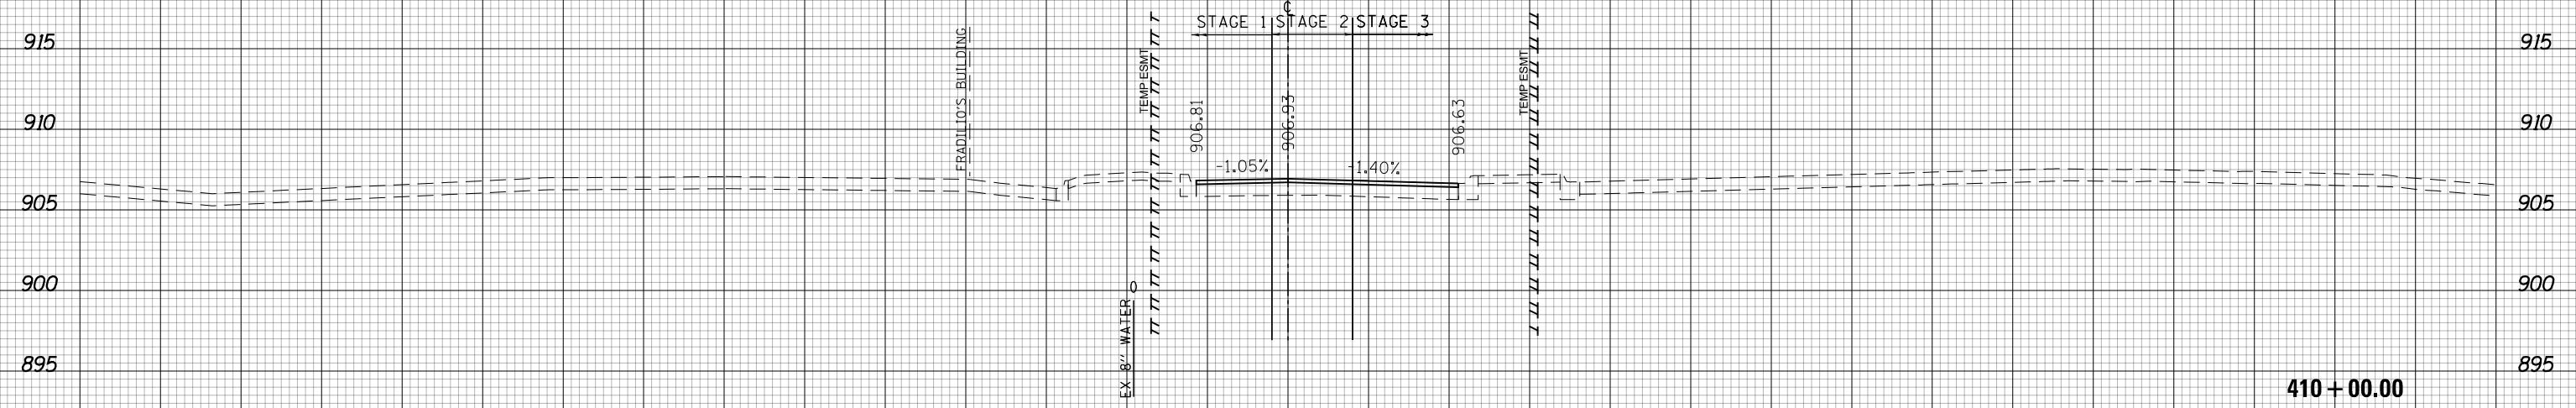 ℄
STAGE 1 STAGE 2 STAGE 3
915 915
FRADILIO'S BUILDING
TEMP ESMT
TEMP ESMT
910 910
906.81
906.93
906.63
-1.05% -1.40%
905 905
900 900
EX 8" WATER
895 895
410+00.00